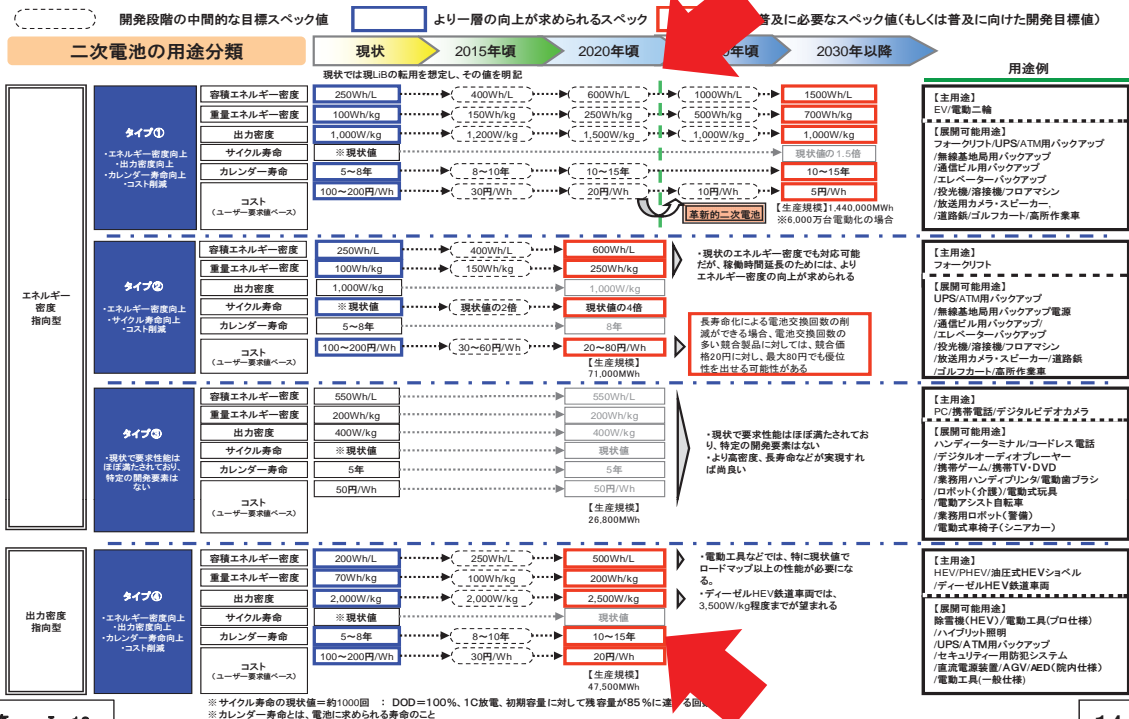 開発段階の中間的な目標スペック値
より一層の向上が求められるスペック
普及に必要なスペック値(もしくは普及に向けた開発目標値)
二次電池の用途分類
現状
2015年頃
2020年頃
年頃
2030年以降
用途例
現状では現LiBの転用を想定し、その値を明記
エネルギー
密度
指向型
タイプ①
・エネルギー密度向上
・出力密度向上
・カレンダー寿命向上
・コスト削減
容積エネルギー密度 250Wh/L 400Wh/L 600Wh/L 1000Wh/L 1500Wh/L
重量エネルギー密度 100Wh/kg 150Wh/kg 250Wh/kg 500Wh/kg 700Wh/kg
出力密度 1,000W/kg 1,200W/kg 1,500W/kg 1,000W/kg 1,000W/kg
サイクル寿命 ※現状値 現状値の1.5倍
カレンダー寿命 5~8年 8~10年 10~15年 10~15年
コスト
(ユーザー要求値ベース)
100~200円/Wh 30円/Wh 20円/Wh 10円/Wh 5円/Wh
革新的二次電池
【生産規模】1,440,000MWh
※6,000万台電動化の場合
【主用途】
EV/電動二輪
【展開可能用途】
フォークリフト/UPS/ATM用バックアップ
/無線基地局用バックアップ
/通信ビル用バックアップ
/エレベーターバックアップ
/投光機/溶接機/フロアマシン
/放送用カメラ・スピーカー,
/道路鋲/ゴルフカート/高所作業車
タイプ②
・エネルギー密度向上
・サイクル寿命向上
・コスト削減
容積エネルギー密度 250Wh/L 400Wh/L 600Wh/L
重量エネルギー密度 100Wh/kg 150Wh/kg 250Wh/kg
出力密度 1,000W/kg 1,000W/kg
サイクル寿命 ※現状値 現状値の2倍 現状値の4倍
カレンダー寿命 5~8年 8年
コスト
(ユーザー要求値ベース)
100~200円/Wh 30~60円/Wh 20~80円/Wh
【生産規模】
71,000MWh
・現状のエネルギー密度でも対応可能
だが、稼働時間延長のためには、より
エネルギー密度の向上が求められる
長寿命化による電池交換回数の削
減ができる場合、電池交換回数の
多い競合製品に対しては、競合価
格20円に対し、最大80円でも優位
性を出せる可能性がある
【主用途】
フォークリフト
【展開可能用途】
UPS/ATM用バックアップ
/無線基地局用バックアップ電源
/通信ビル用バックアップ/
/エレベーターバックアップ
/投光機/溶接機/フロアマシン
/放送用カメラ・スピーカー/道路鋲
/ゴルフカート/高所作業車
タイプ③
・現状で要求性能は
ほぼ満たされており、
特定の開発要素は
ない
容積エネルギー密度 550Wh/L 550Wh/L
重量エネルギー密度 200Wh/kg 200Wh/kg
出力密度 400W/kg 400W/kg
サイクル寿命 ※現状値 現状値
カレンダー寿命 5年 5年
コスト
(ユーザー要求値ベース)
50円/Wh 50円/Wh
【生産規模】
26,800MWh
・現状で要求性能はほぼ満たされてお
り、特定の開発要素はない
・より高密度、長寿命などが実現すれ
ば尚良い
【主用途】
PC/携帯電話/デジタルビデオカメラ
【展開可能用途】
ハンディーターミナル/コードレス電話
/デジタルオーディオプレーヤー
/携帯ゲーム/携帯TV・DVD
/業務用ハンディプリンタ/電動歯ブラシ
/ロボット(介護)/電動式玩具
/電動アシスト自転車
/業務用ロボット(警備)
/電動式車椅子(シニアカー)
出力密度
指向型
タイプ④
・エネルギー密度向上
・出力密度向上
・カレンダー寿命向上
・コスト削減
容積エネルギー密度 200Wh/L 250Wh/L 500Wh/L
重量エネルギー密度 70Wh/kg 100Wh/kg 200Wh/kg
出力密度 2,000W/kg 2,000W/kg 2,500W/kg
サイクル寿命 ※現状値 現状値
カレンダー寿命 5~8年 8~10年 10~15年
コスト
(ユーザー要求値ベース)
100~200円/Wh 30円/Wh 20円/Wh
【生産規模】
47,500MWh
・電動工具などでは、特に現状値で
ロードマップ以上の性能が必要にな
る。
・ディーゼルHEV鉄道車両では、
3,500W/kg程度までが望まれる
【主用途】
HEV/PHEV/油圧式HEVショベル
/ディーゼルHEV鉄道車両
【展開可能用途】
除雪機(HEV)/電動工具(プロ仕様)
/ハイブリット照明
/UPS/ATM用バックアップ
/セキュリティー用防犯システム
/直流電源装置/AGV/AED(院内仕様)
/電動工具(一般仕様)
※サイクル寿命の現状値=約1000回 : DOD=100%、1C放電、初期容量に対して残容量が85%に達
※カレンダー寿命とは、電池に求められる寿命のこと